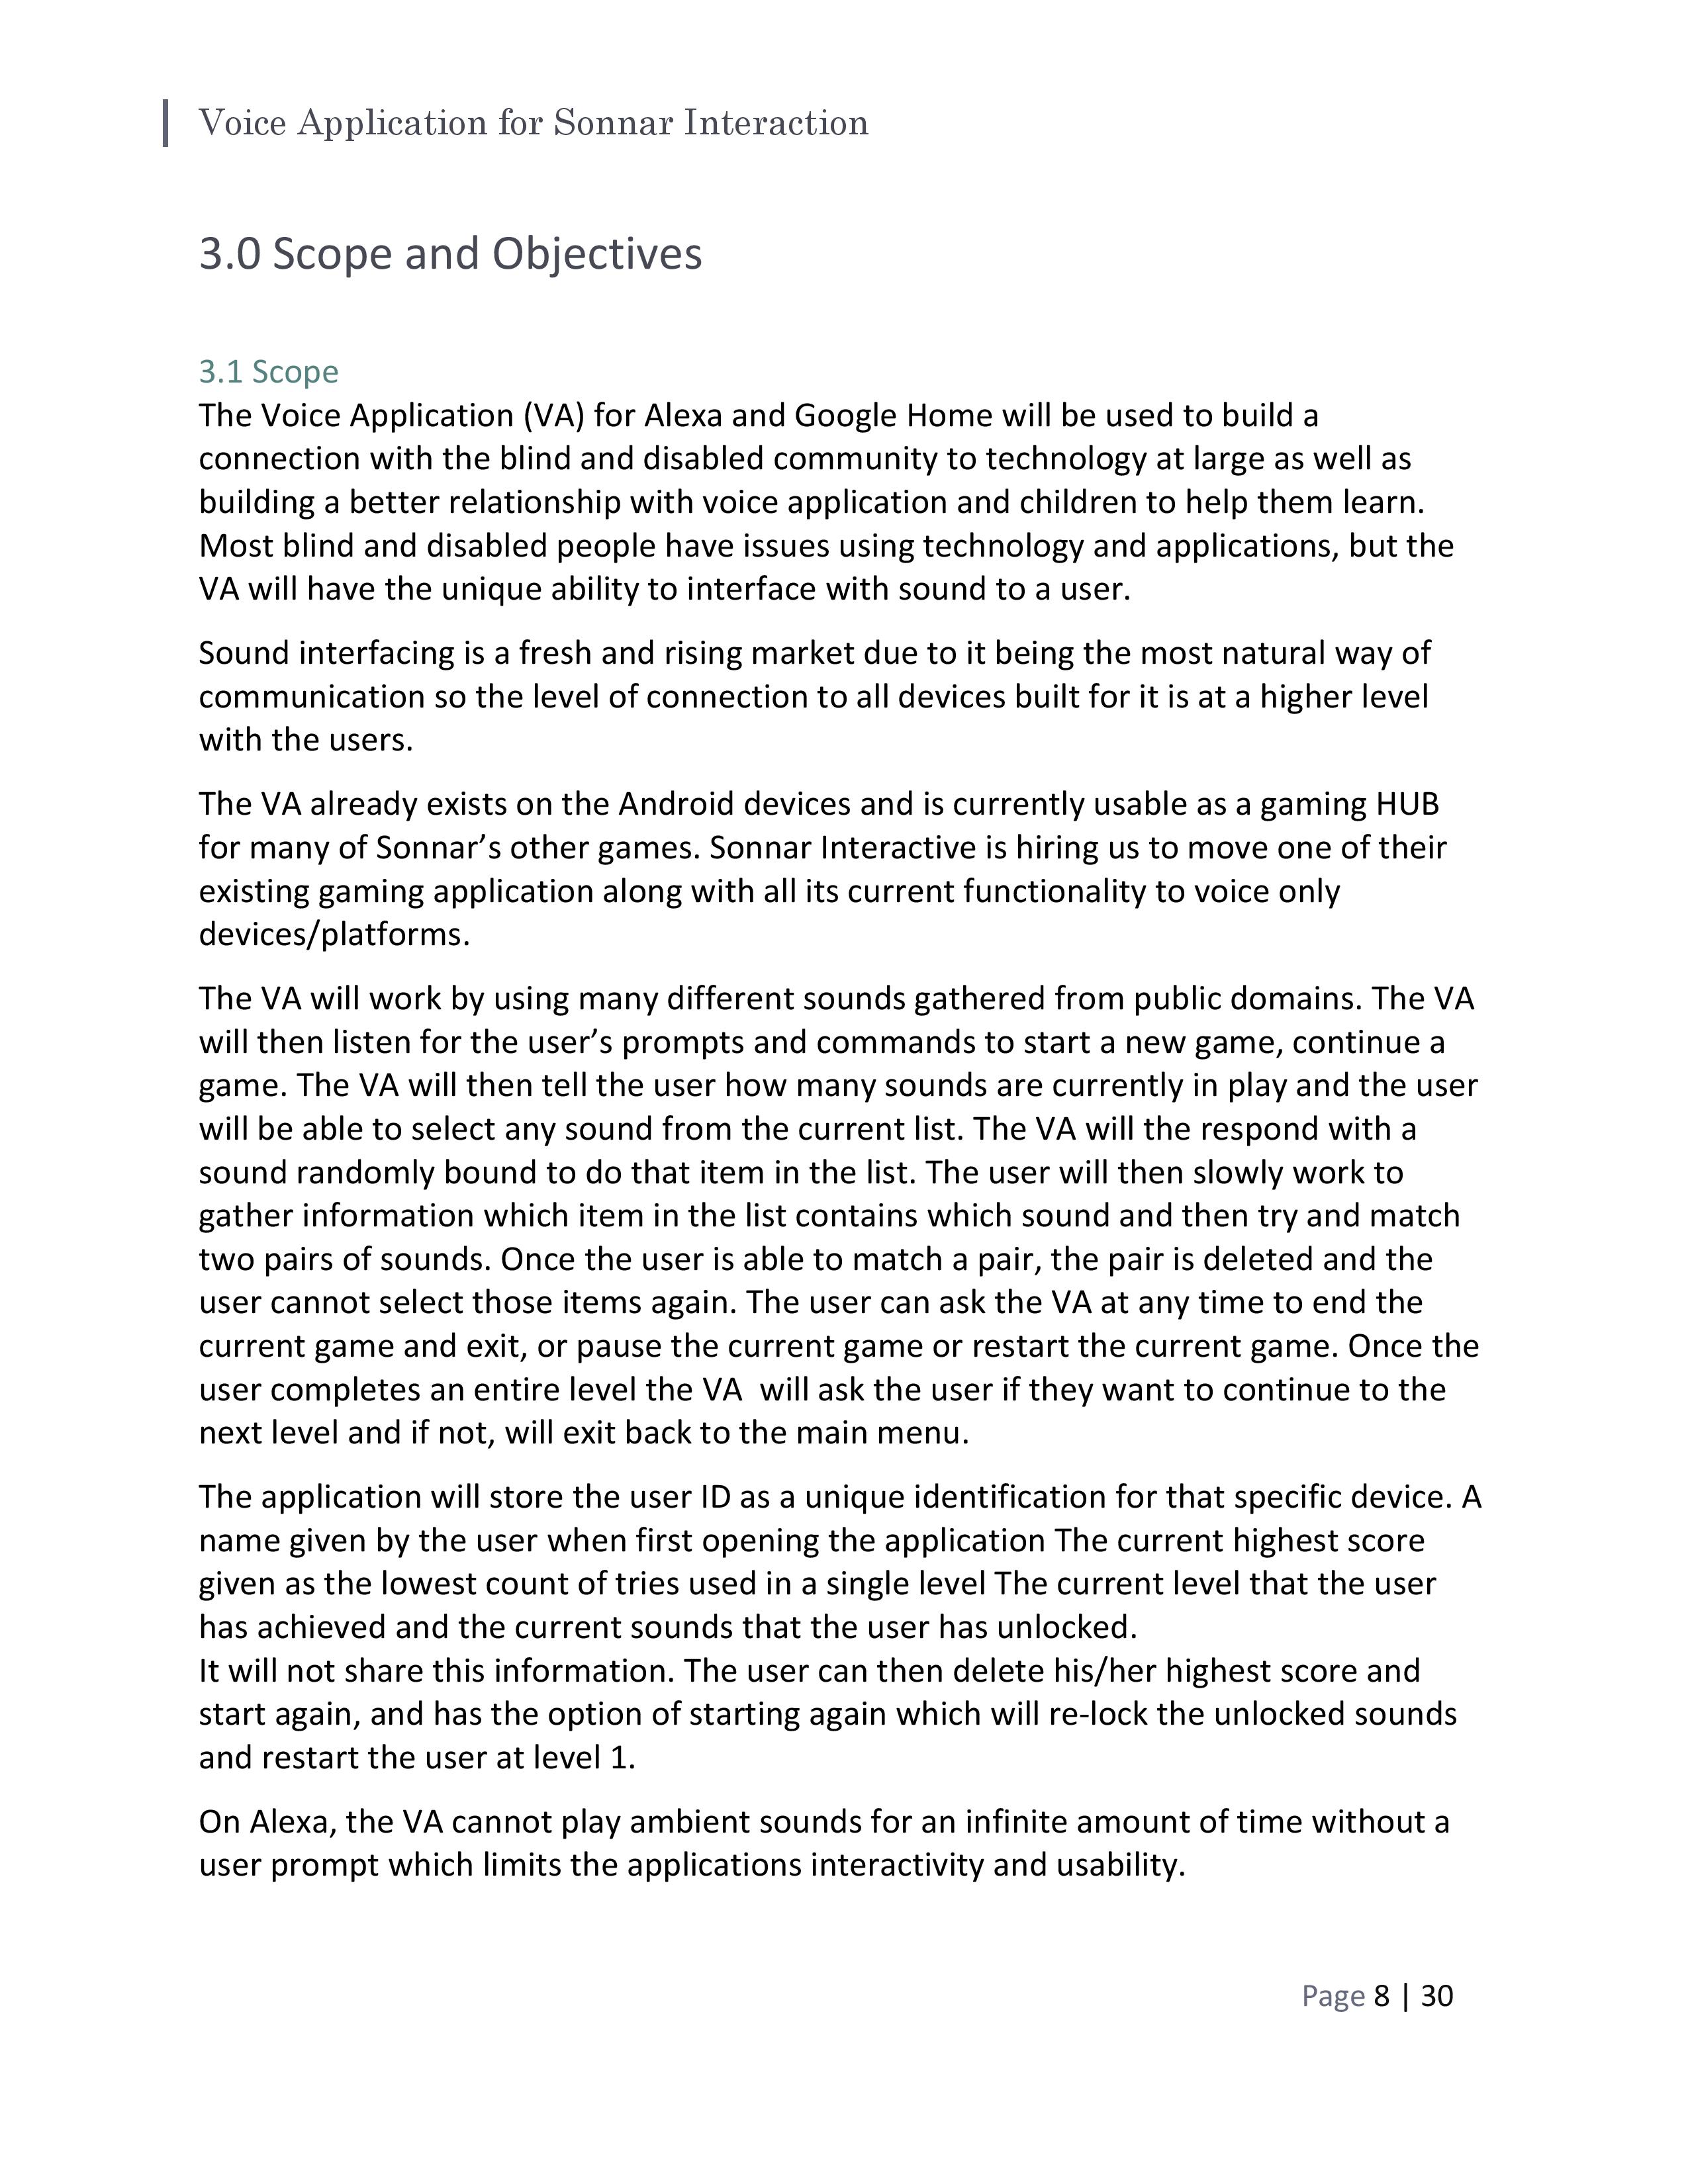 Voice Application for Sonnar Interaction
3.0 Scope and Objectives
3.1 Scope
The Voice Application (VA) for Alexa and Google Home will be used to build a
connection with the blind and disabled community to technology at large as well as
building a better relationship with voice application and children to help them learn.
Most blind and disabled people have issues using technology and applications, but the
VA will have the unique ability to interface with sound to a user.
Sound interfacing is a fresh and rising market due to it being the most natural way of
communication so the level of connection to all devices built for it is at a higher level
with the users.
The VA already exists on the Android devices and is currently usable as a gaming HUB
for many of Sonnar’s other games. Sonnar Interactive is hiring us to move one of their
existing gaming application along with all its current functionality to voice only
devices/platforms.
The VA will work by using many different sounds gathered from public domains. The VA
will then listen for the user’s prompts and commands to start a new game, continue a
game. The VA will then tell the user how many sounds are currently in play and the user
will be able to select any sound from the current list. The VA will the respond with a
sound randomly bound to do that item in the list. The user will then slowly work to
gather information which item in the list contains which sound and then try and match
two pairs of sounds. Once the user is able to match a pair, the pair is deleted and the
user cannot select those items again. The user can ask the VA at any time to end the
current game and exit, or pause the current game or restart the current game. Once the
user completes an entire level the VA  will ask the user if they want to continue to the
next level and if not, will exit back to the main menu.
The application will store the user ID as a unique identification for that specific device. A
name given by the user when first opening the application The current highest score
given as the lowest count of tries used in a single level The current level that the user
has achieved and the current sounds that the user has unlocked.
It will not share this information. The user can then delete his/her highest score and
start again, and has the option of starting again which will re-lock the unlocked sounds
and restart the user at level 1.
On Alexa, the VA cannot play ambient sounds for an infinite amount of time without a
user prompt which limits the applications interactivity and usability.
Page 8 | 30